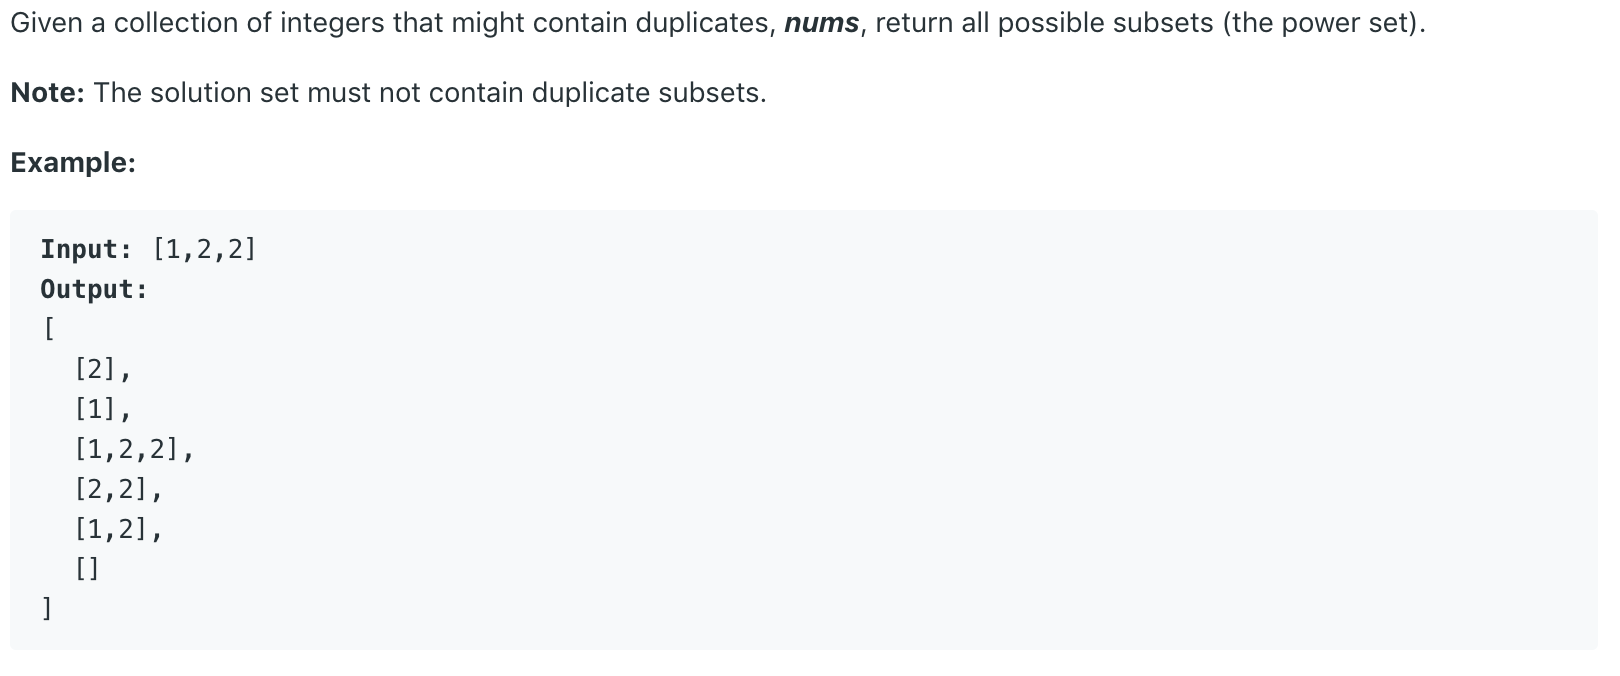 Given a collection of integers that might contain duplicates, nums, return all possible subsets (the power set).
Note: The solution set must not contain duplicate subsets.
Example:
Input: [1,2,2]
Output:
[
  [2],
  [1],
  [1,2,2],
  [2,2],
  [1,2],
  []
]